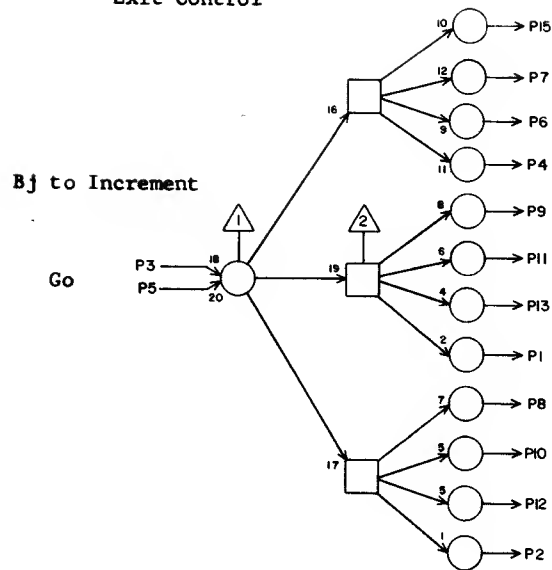 Exit Control
10 P15
12 P7
16
9 P6
11 P4
Bj to Increment
1
2
8 P9
Go
P3 18
6 P11
19
P5 20
4 P13
2 P1
7 P8
17
5 P10
5 P12
1 P2